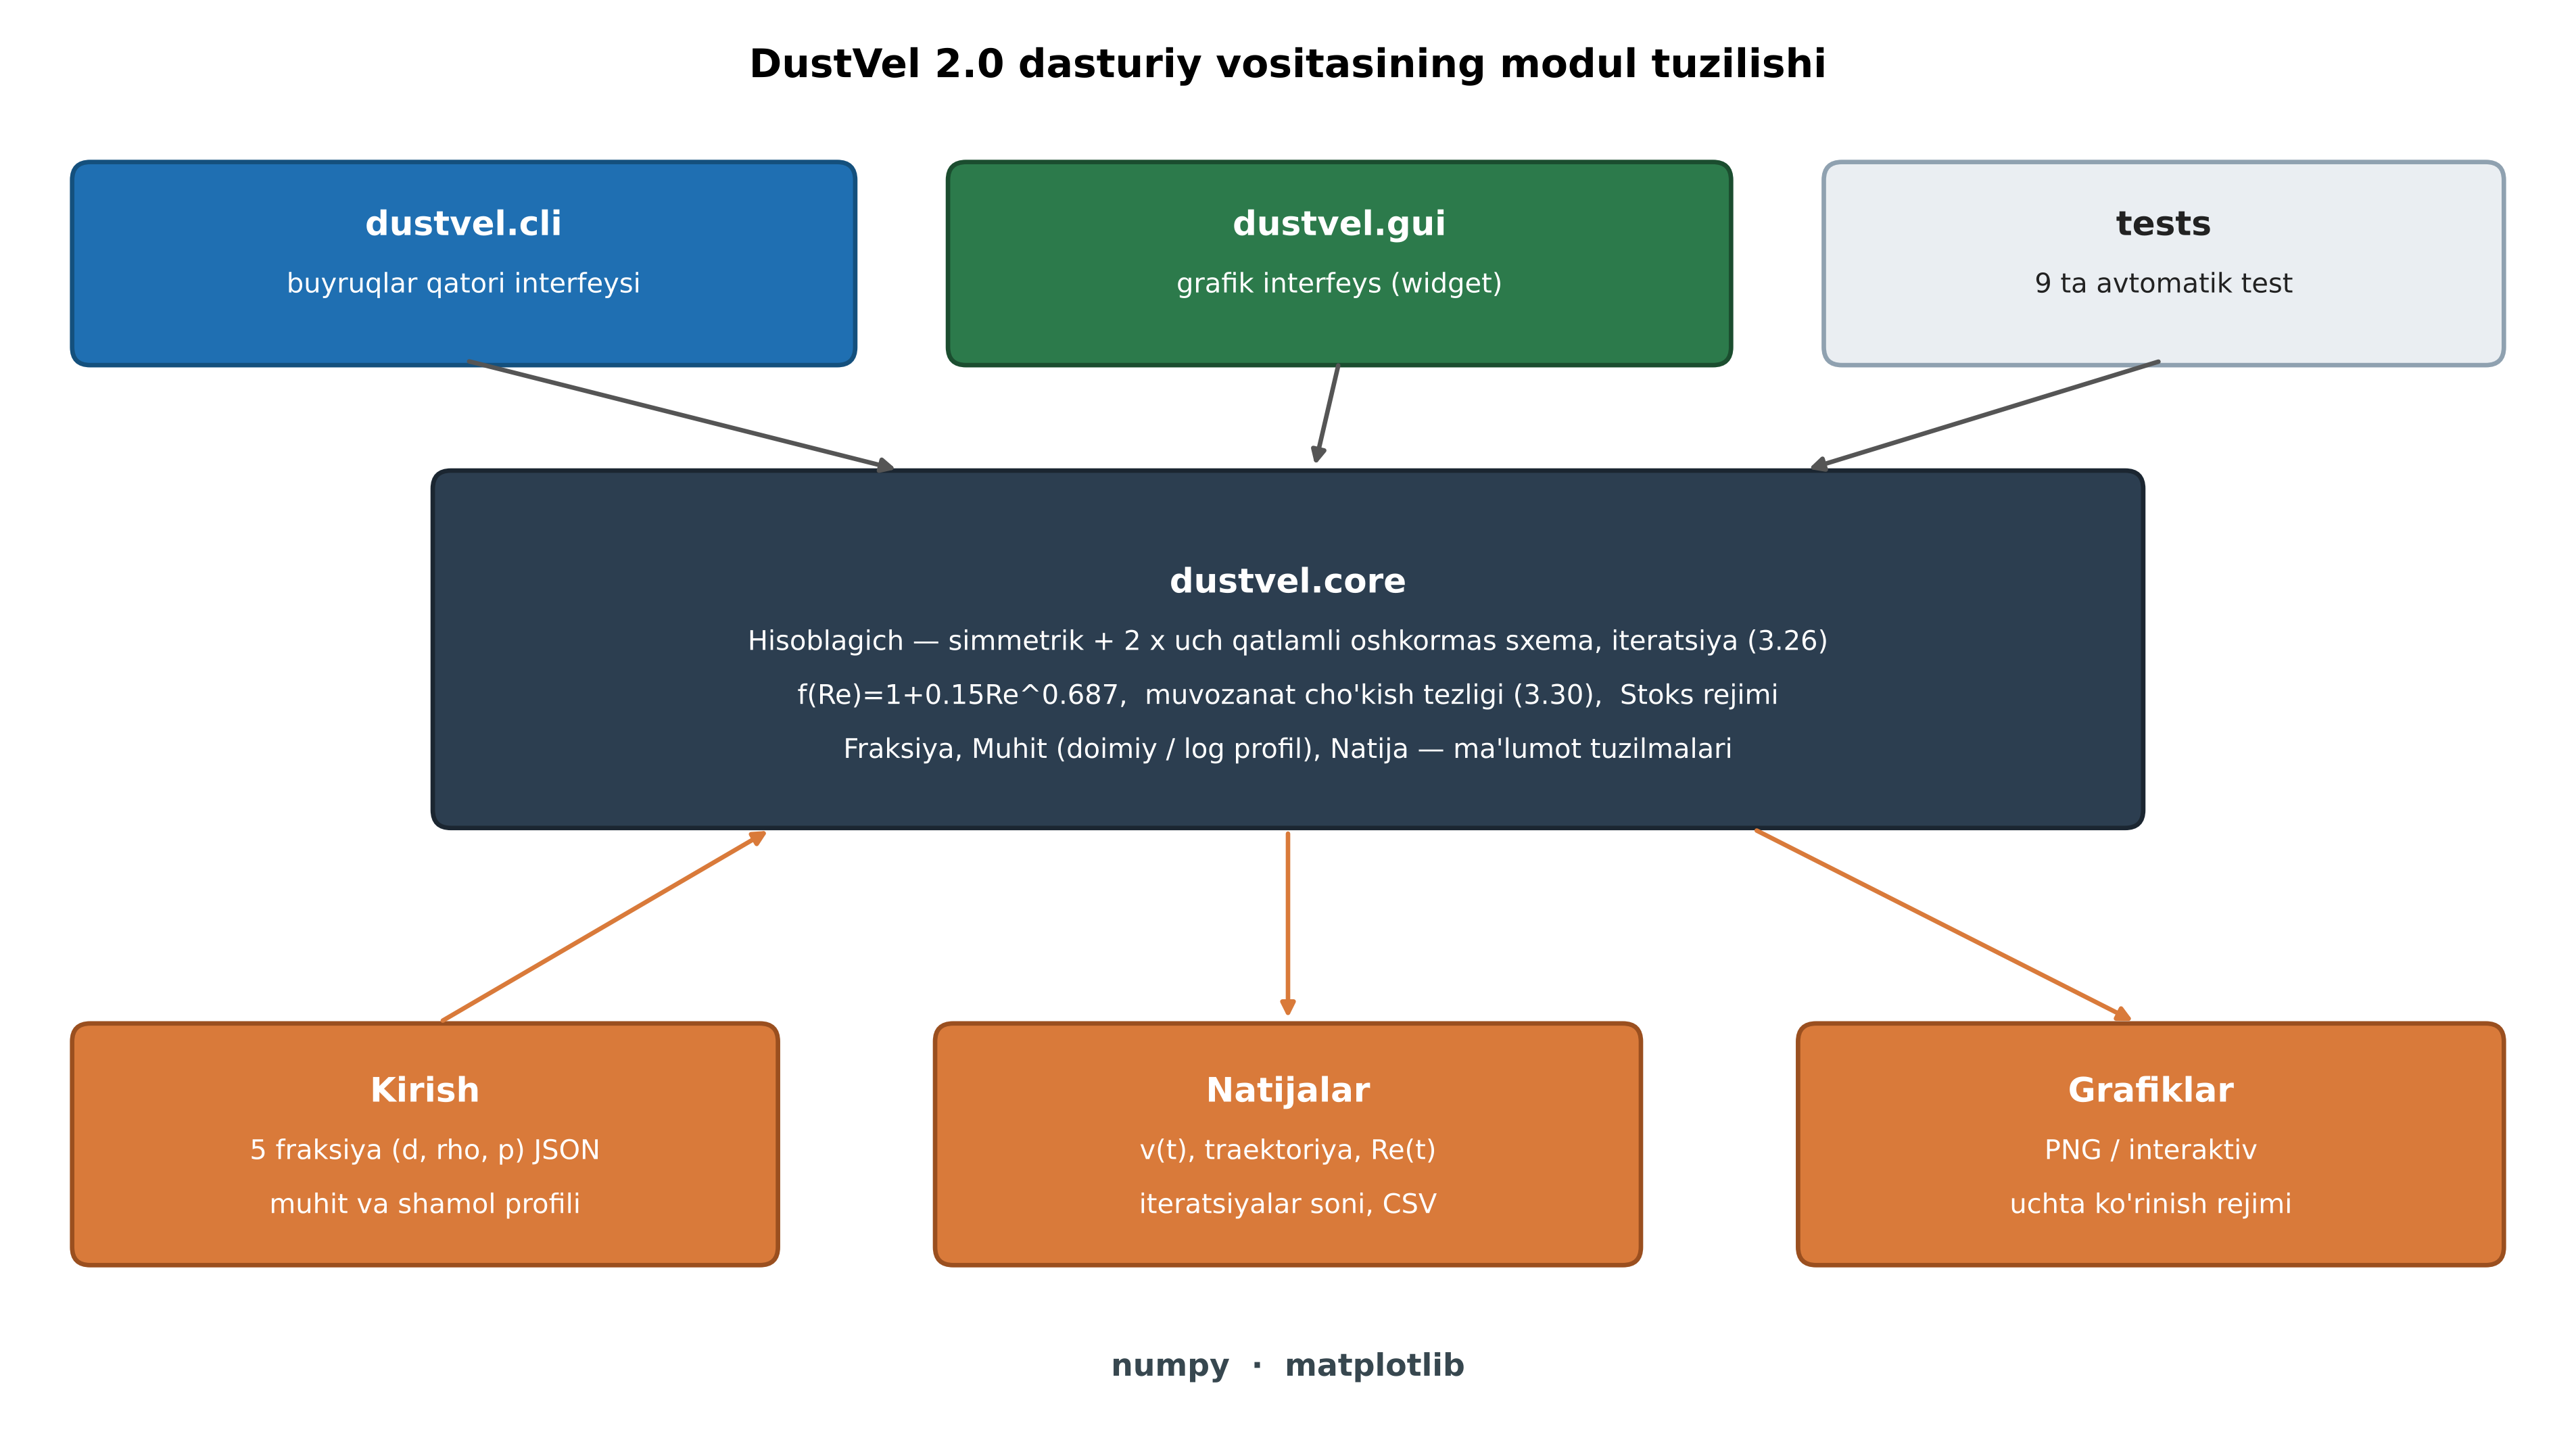 DustVel 2.0 dasturiy vositasining modul tuzilishi
dustvel.cli
buyruqlar qatori interfeysi
dustvel.gui
grafik interfeys (widget)
tests
9 ta avtomatik test
dustvel.core
Hisoblagich — simmetrik + 2 x uch qatlamli oshkormas sxema, iteratsiya (3.26)
f(Re)=1+0.15Re^0.687,  muvozanat cho'kish tezligi (3.30),  Stoks rejimi
Fraksiya, Muhit (doimiy / log profil), Natija — ma'lumot tuzilmalari
Kirish
5 fraksiya (d, rho, p) JSON
muhit va shamol profili
Natijalar
v(t), traektoriya, Re(t)
iteratsiyalar soni, CSV
Grafiklar
PNG / interaktiv
uchta ko'rinish rejimi
numpy  ·  matplotlib